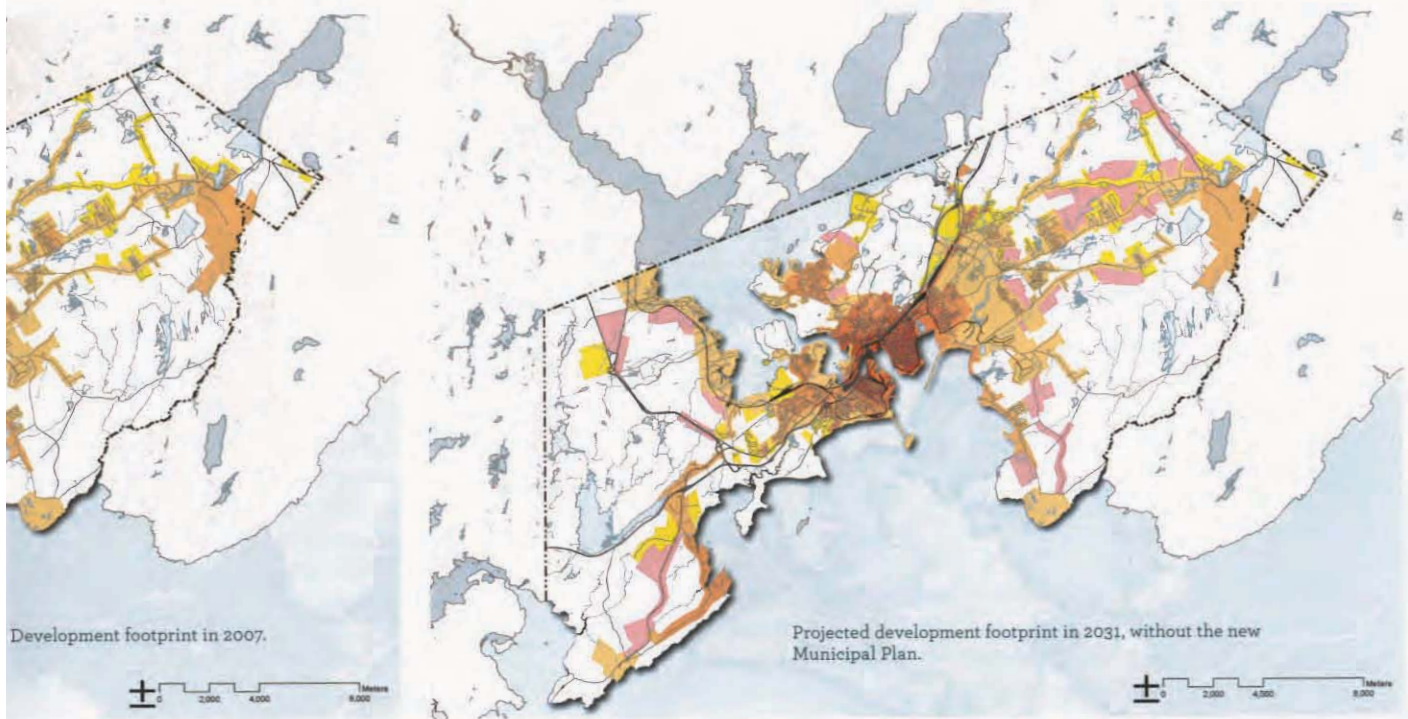 Development footprint in 2007.
0 2,000 4,000 8,000 Meters
Projected development footprint in 2031, without the new
Municipal Plan.
0 2,000 4,000 8,000 Meters